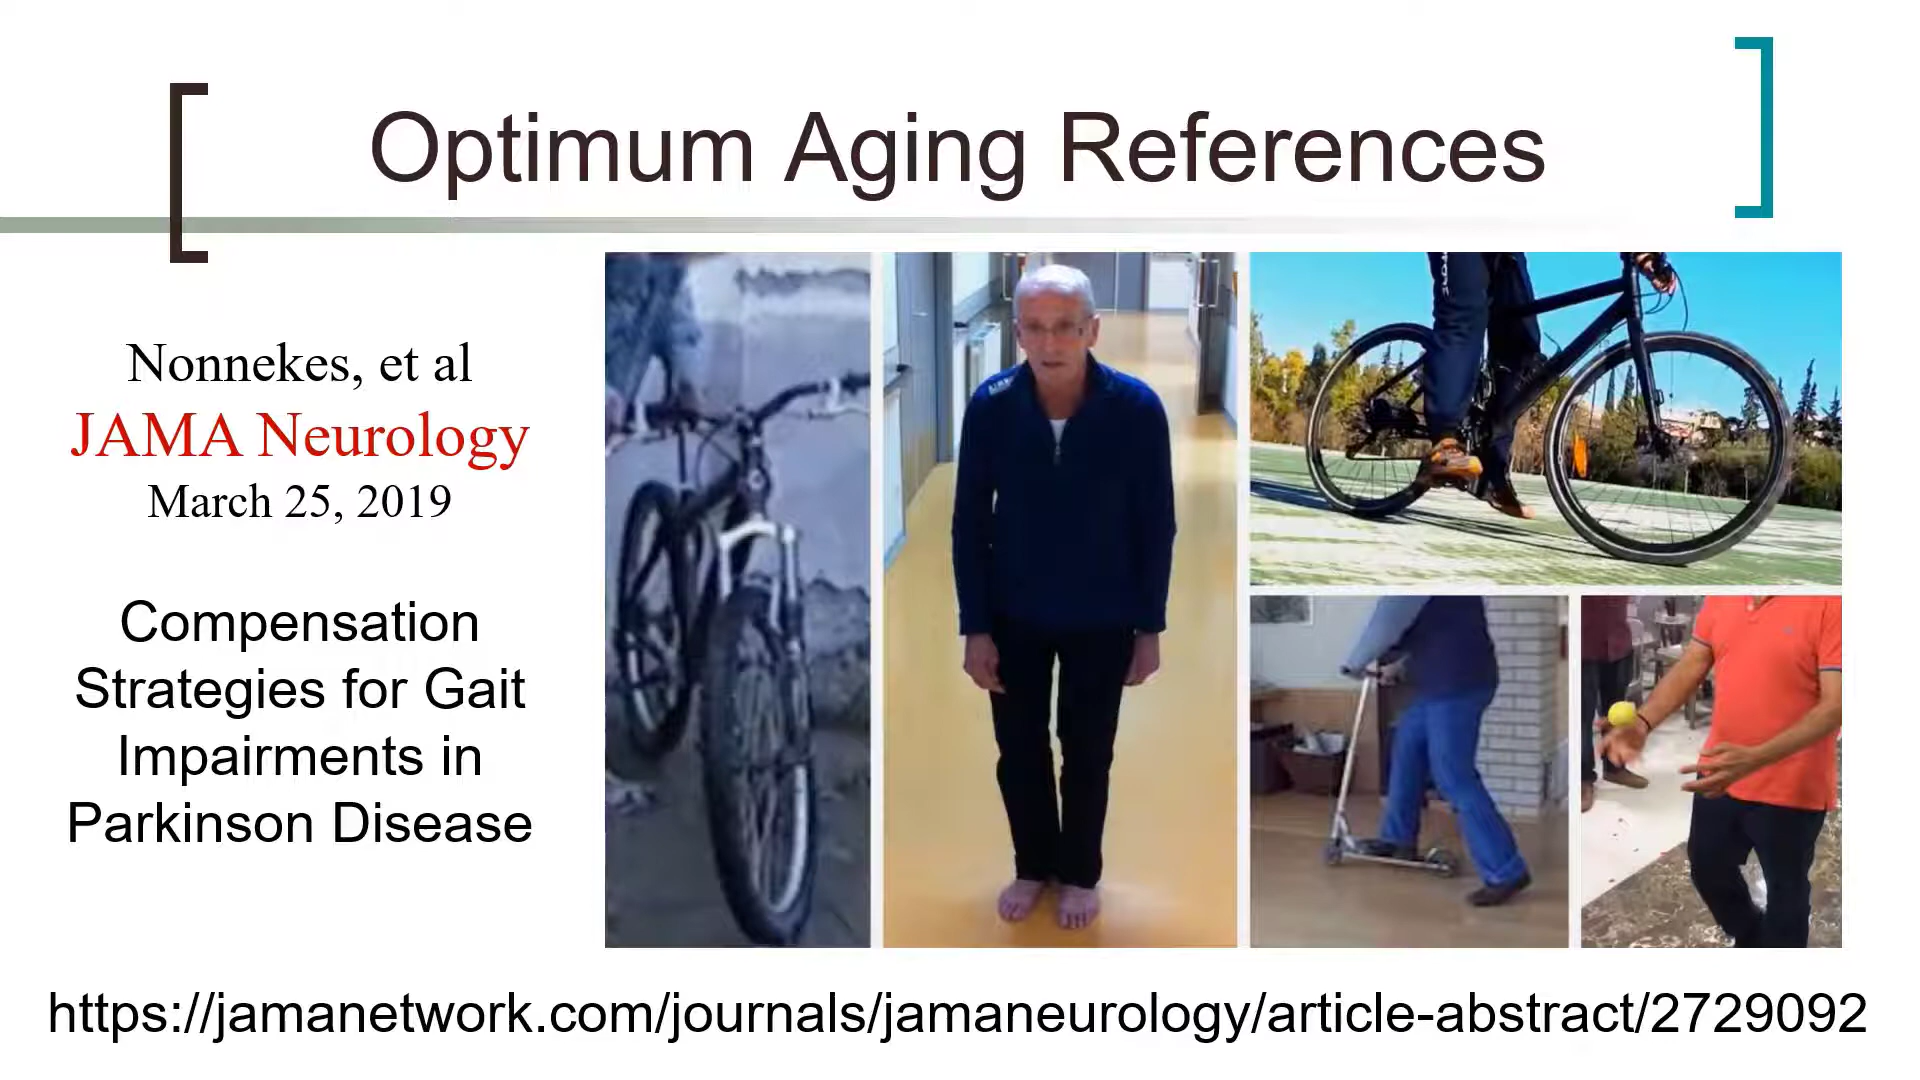 Optimum Aging References
Nonnekes, et al
JAMA Neurology
March 25, 2019
Compensation
Strategies for Gait
Impairments in
Parkinson Disease
https://jamanetwork.com/journals/jamaneurology/article-abstract/2729092